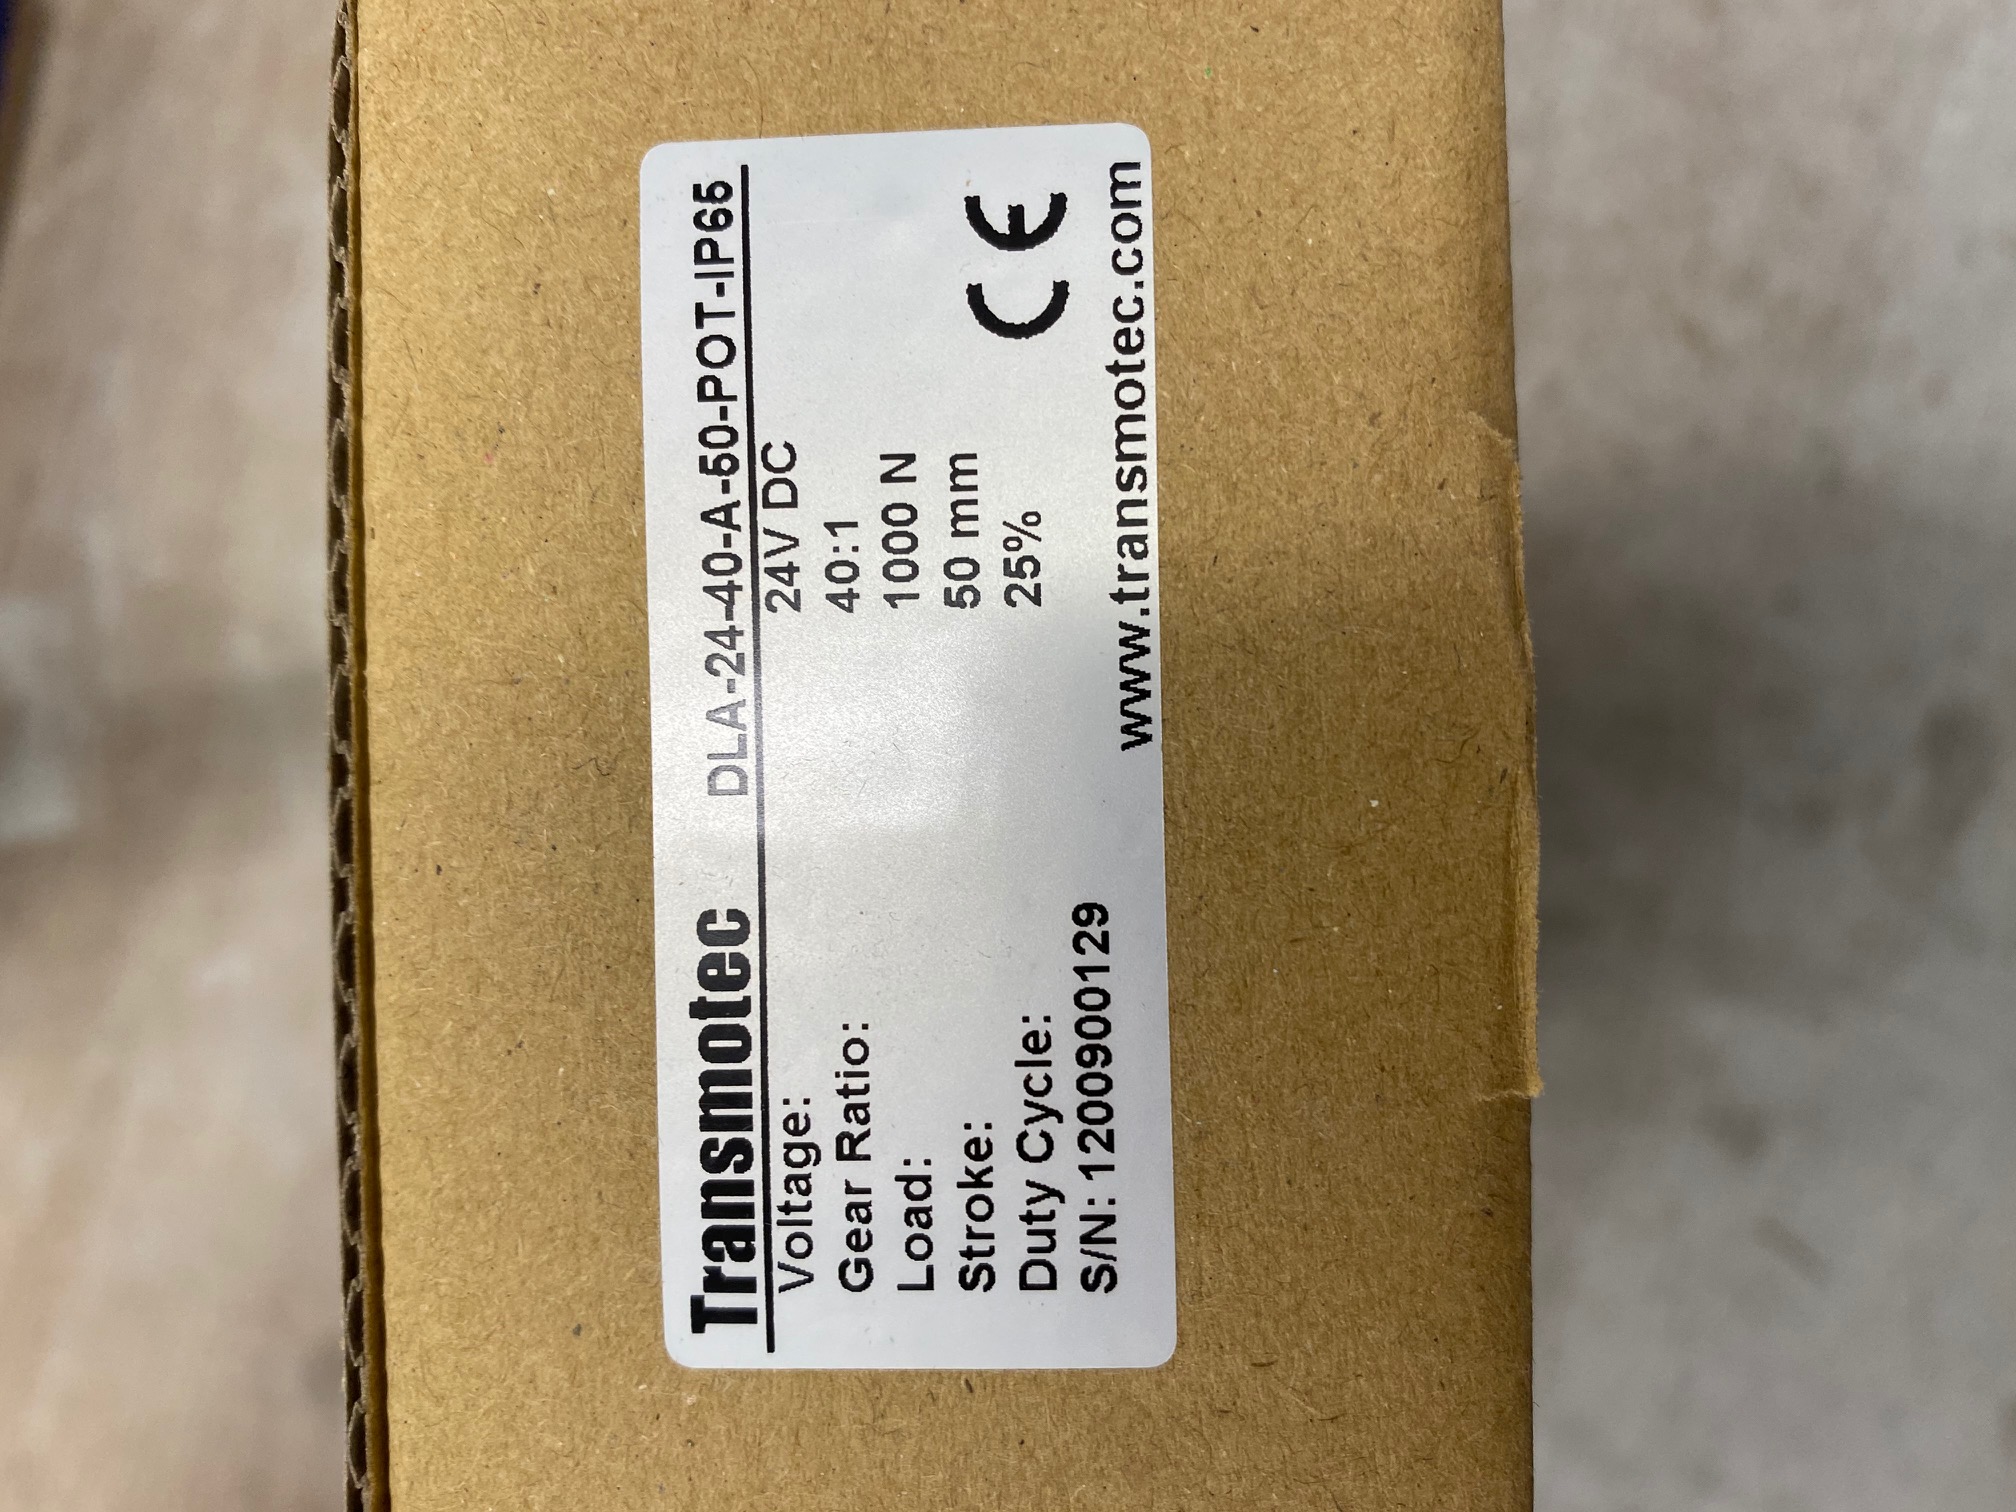 Transmotec DLA-24-40-A-50-POT-IP65
Voltage: 24V DC
Gear Ratio: 40:1
Load: 1000 N
Stroke: 50 mm
Duty Cycle: 25%
S/N: 1200900129
CE
www.transmotec.com